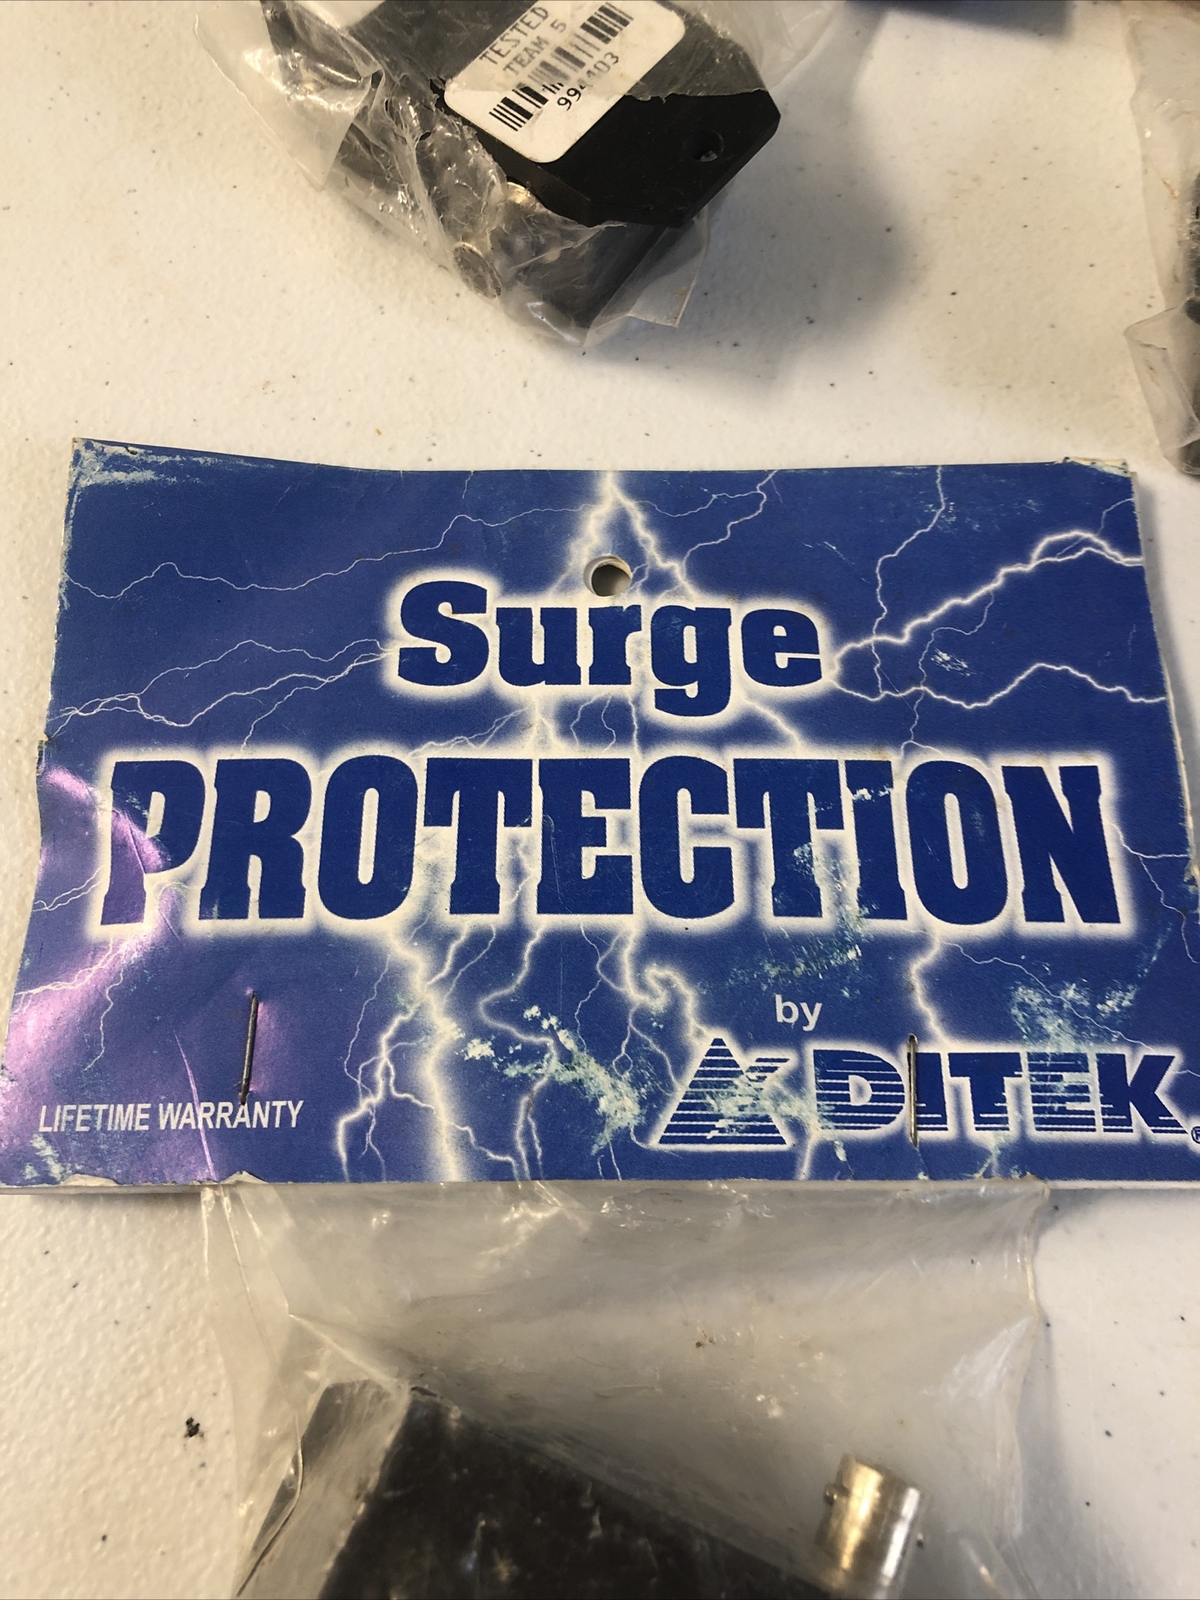 TESTED
TEAM 5
Surge
PROTECTION
by
DITEK®
LIFETIME WARRANTY